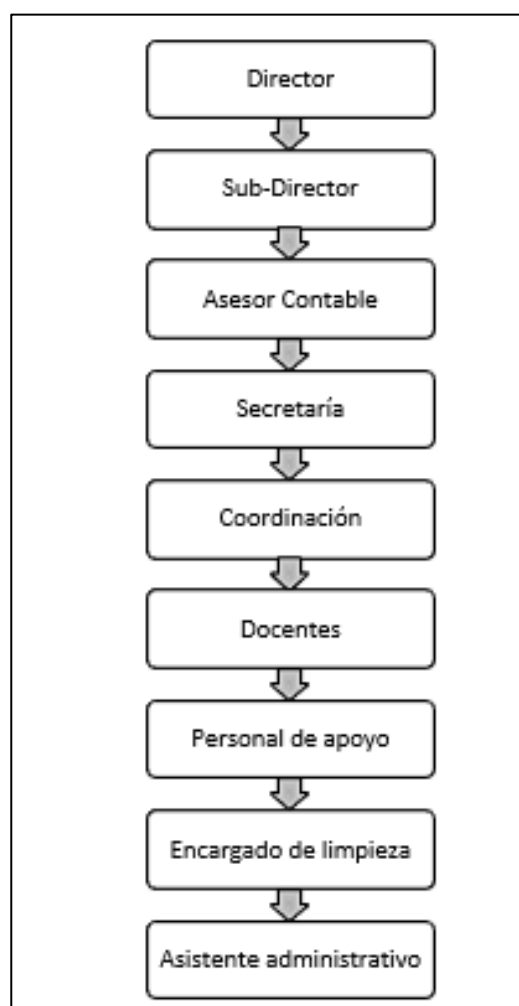 Director
Sub-Director
Asesor Contable
Secretaría
Coordinación
Docentes
Personal de apoyo
Encargado de limpieza
Asistente administrativo